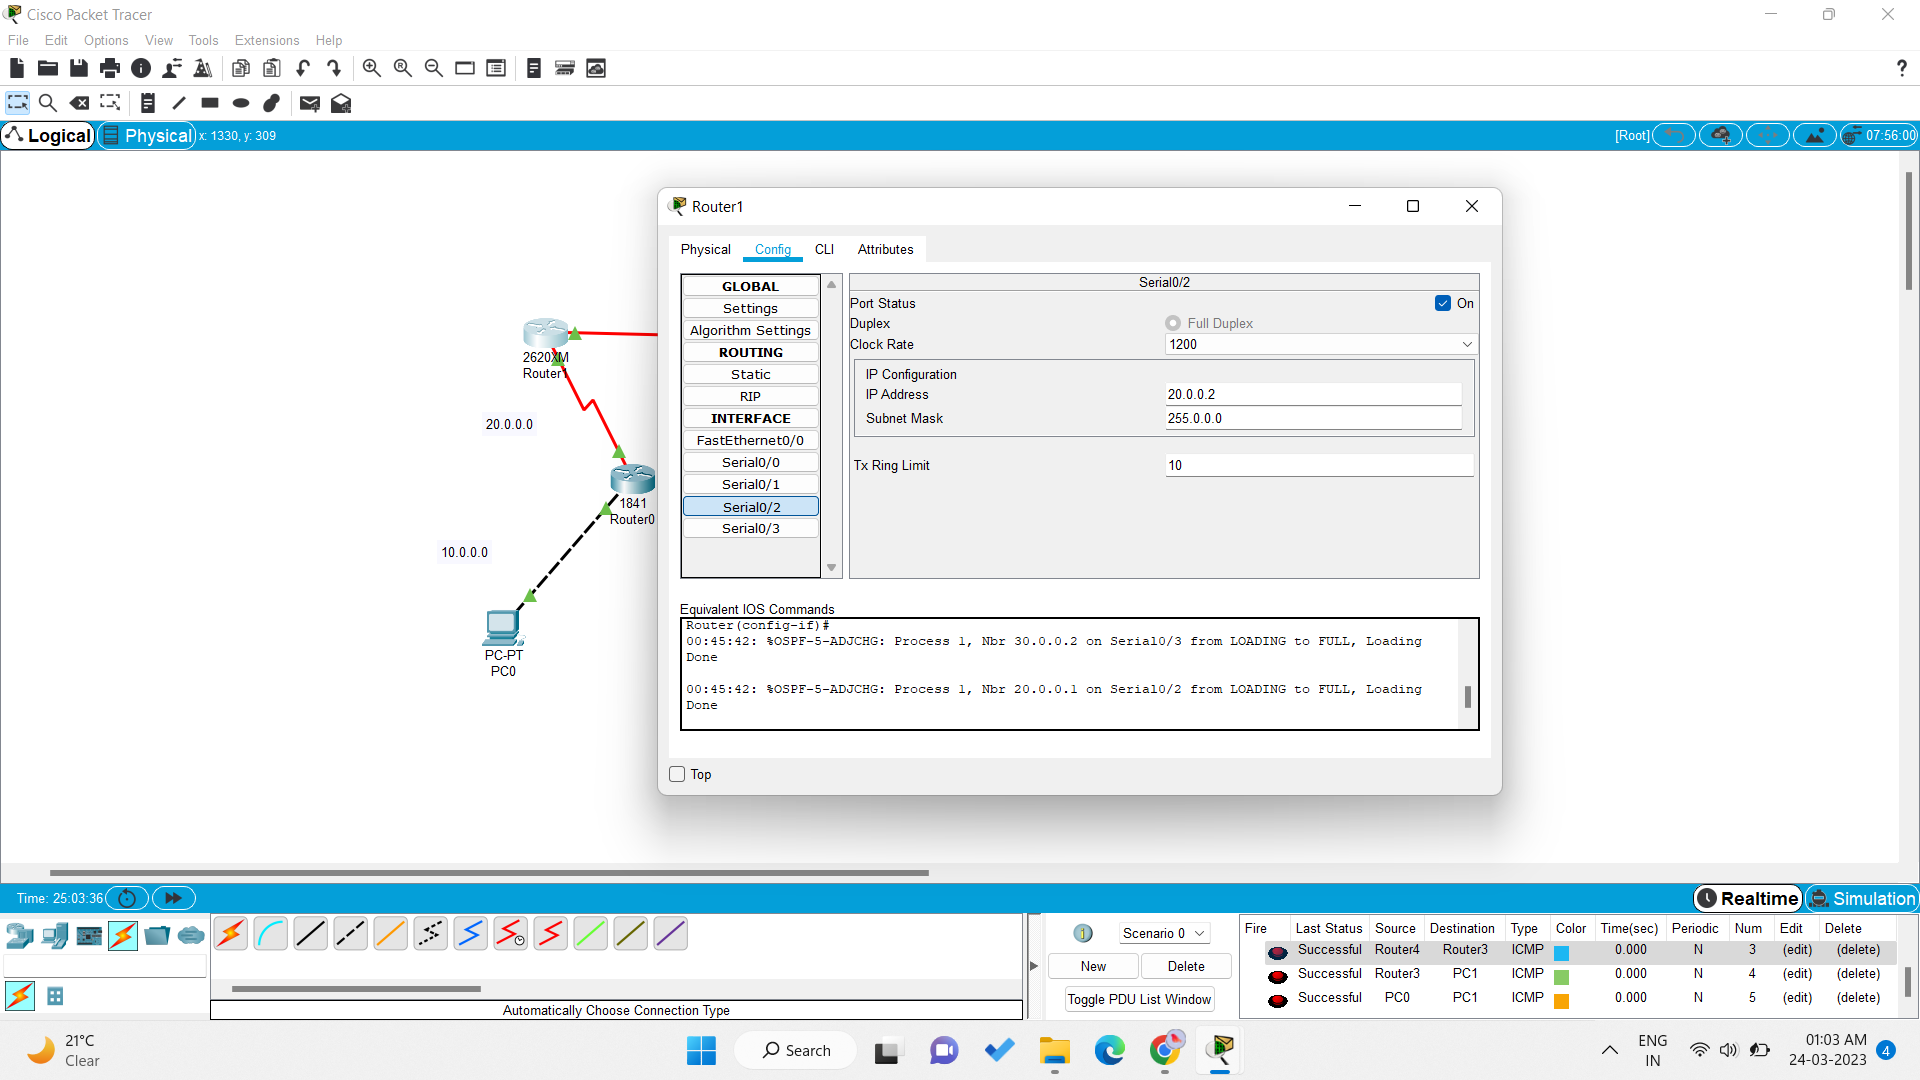 Cisco Packet Tracer
File Edit Options View Tools Extensions Help
?
Logical Physical x: 1330, y: 309 [Root] 07:56:00
Router1
Physical Config CLI Attributes
GLOBAL
Settings
Algorithm Settings
ROUTING
Static
RIP
INTERFACE
FastEthernet0/0
Serial0/0
Serial0/1
Serial0/2
Serial0/3
Serial0/2
Port Status On
Duplex Full Duplex
Clock Rate 1200
IP Configuration
IP Address 20.0.0.2
Subnet Mask 255.0.0.0
Tx Ring Limit 10
Equivalent IOS Commands
Router(config-if)#
00:45:42: %OSPF-5-ADJCHG: Process 1, Nbr 30.0.0.2 on Serial0/3 from LOADING to FULL, Loading
Done
00:45:42: %OSPF-5-ADJCHG: Process 1, Nbr 20.0.0.1 on Serial0/2 from LOADING to FULL, Loading
Done
Top
2620XM
Router1
20.0.0.0
1841
Router0
10.0.0.0
PC-PT
PC0
Time: 25:03:36 Realtime Simulation
Automatically Choose Connection Type
1 Scenario 0
New Delete
Toggle PDU List Window
Fire Last Status Source Destination Type Color Time(sec) Periodic Num Edit Delete
Successful Router4 Router3 ICMP 0.000 N 3 (edit) (delete)
Successful Router3 PC1 ICMP 0.000 N 4 (edit) (delete)
Successful PC0 PC1 ICMP 0.000 N 5 (edit) (delete)
21°C
Clear
Search
ENG
IN
01:03 AM
24-03-2023
4